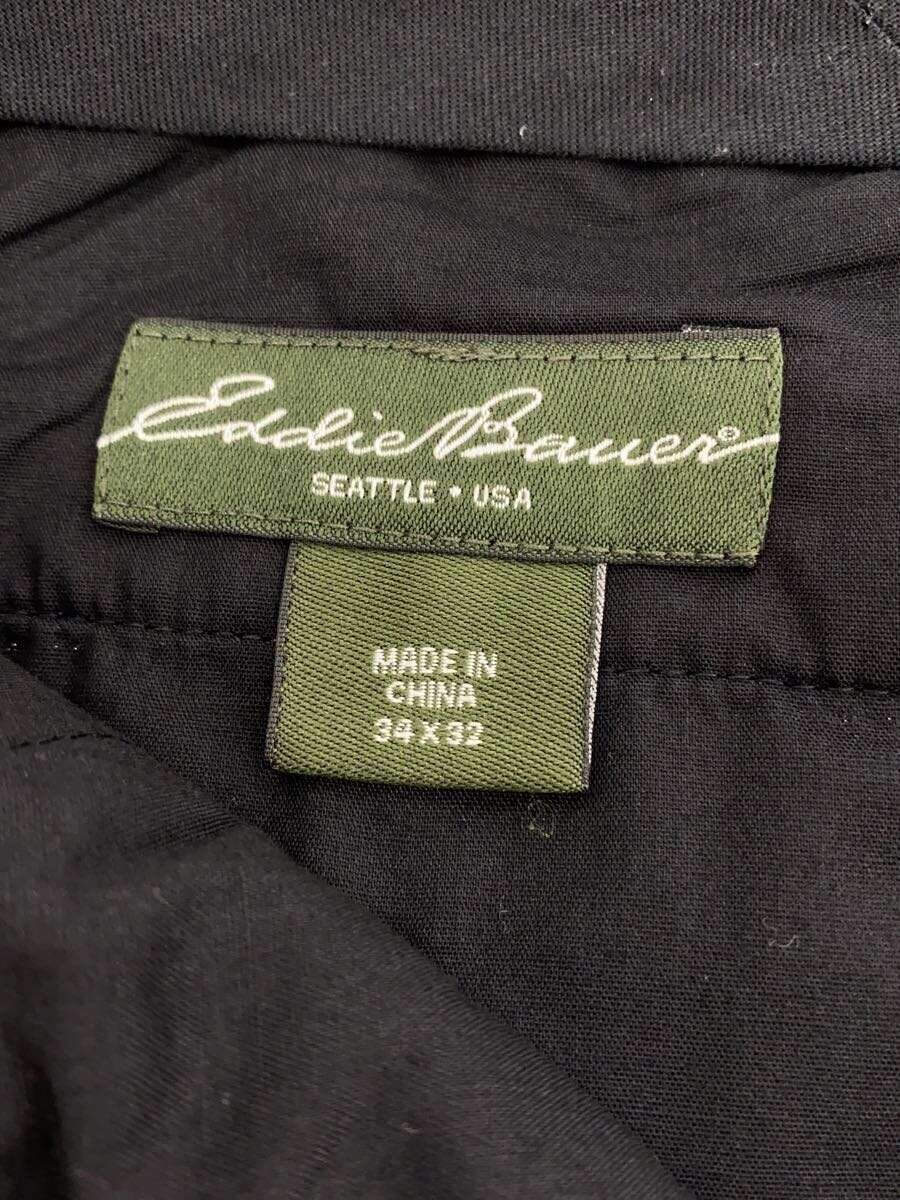 Eddie Bauer®
SEATTLE • USA
MADE IN
CHINA
34 X 32